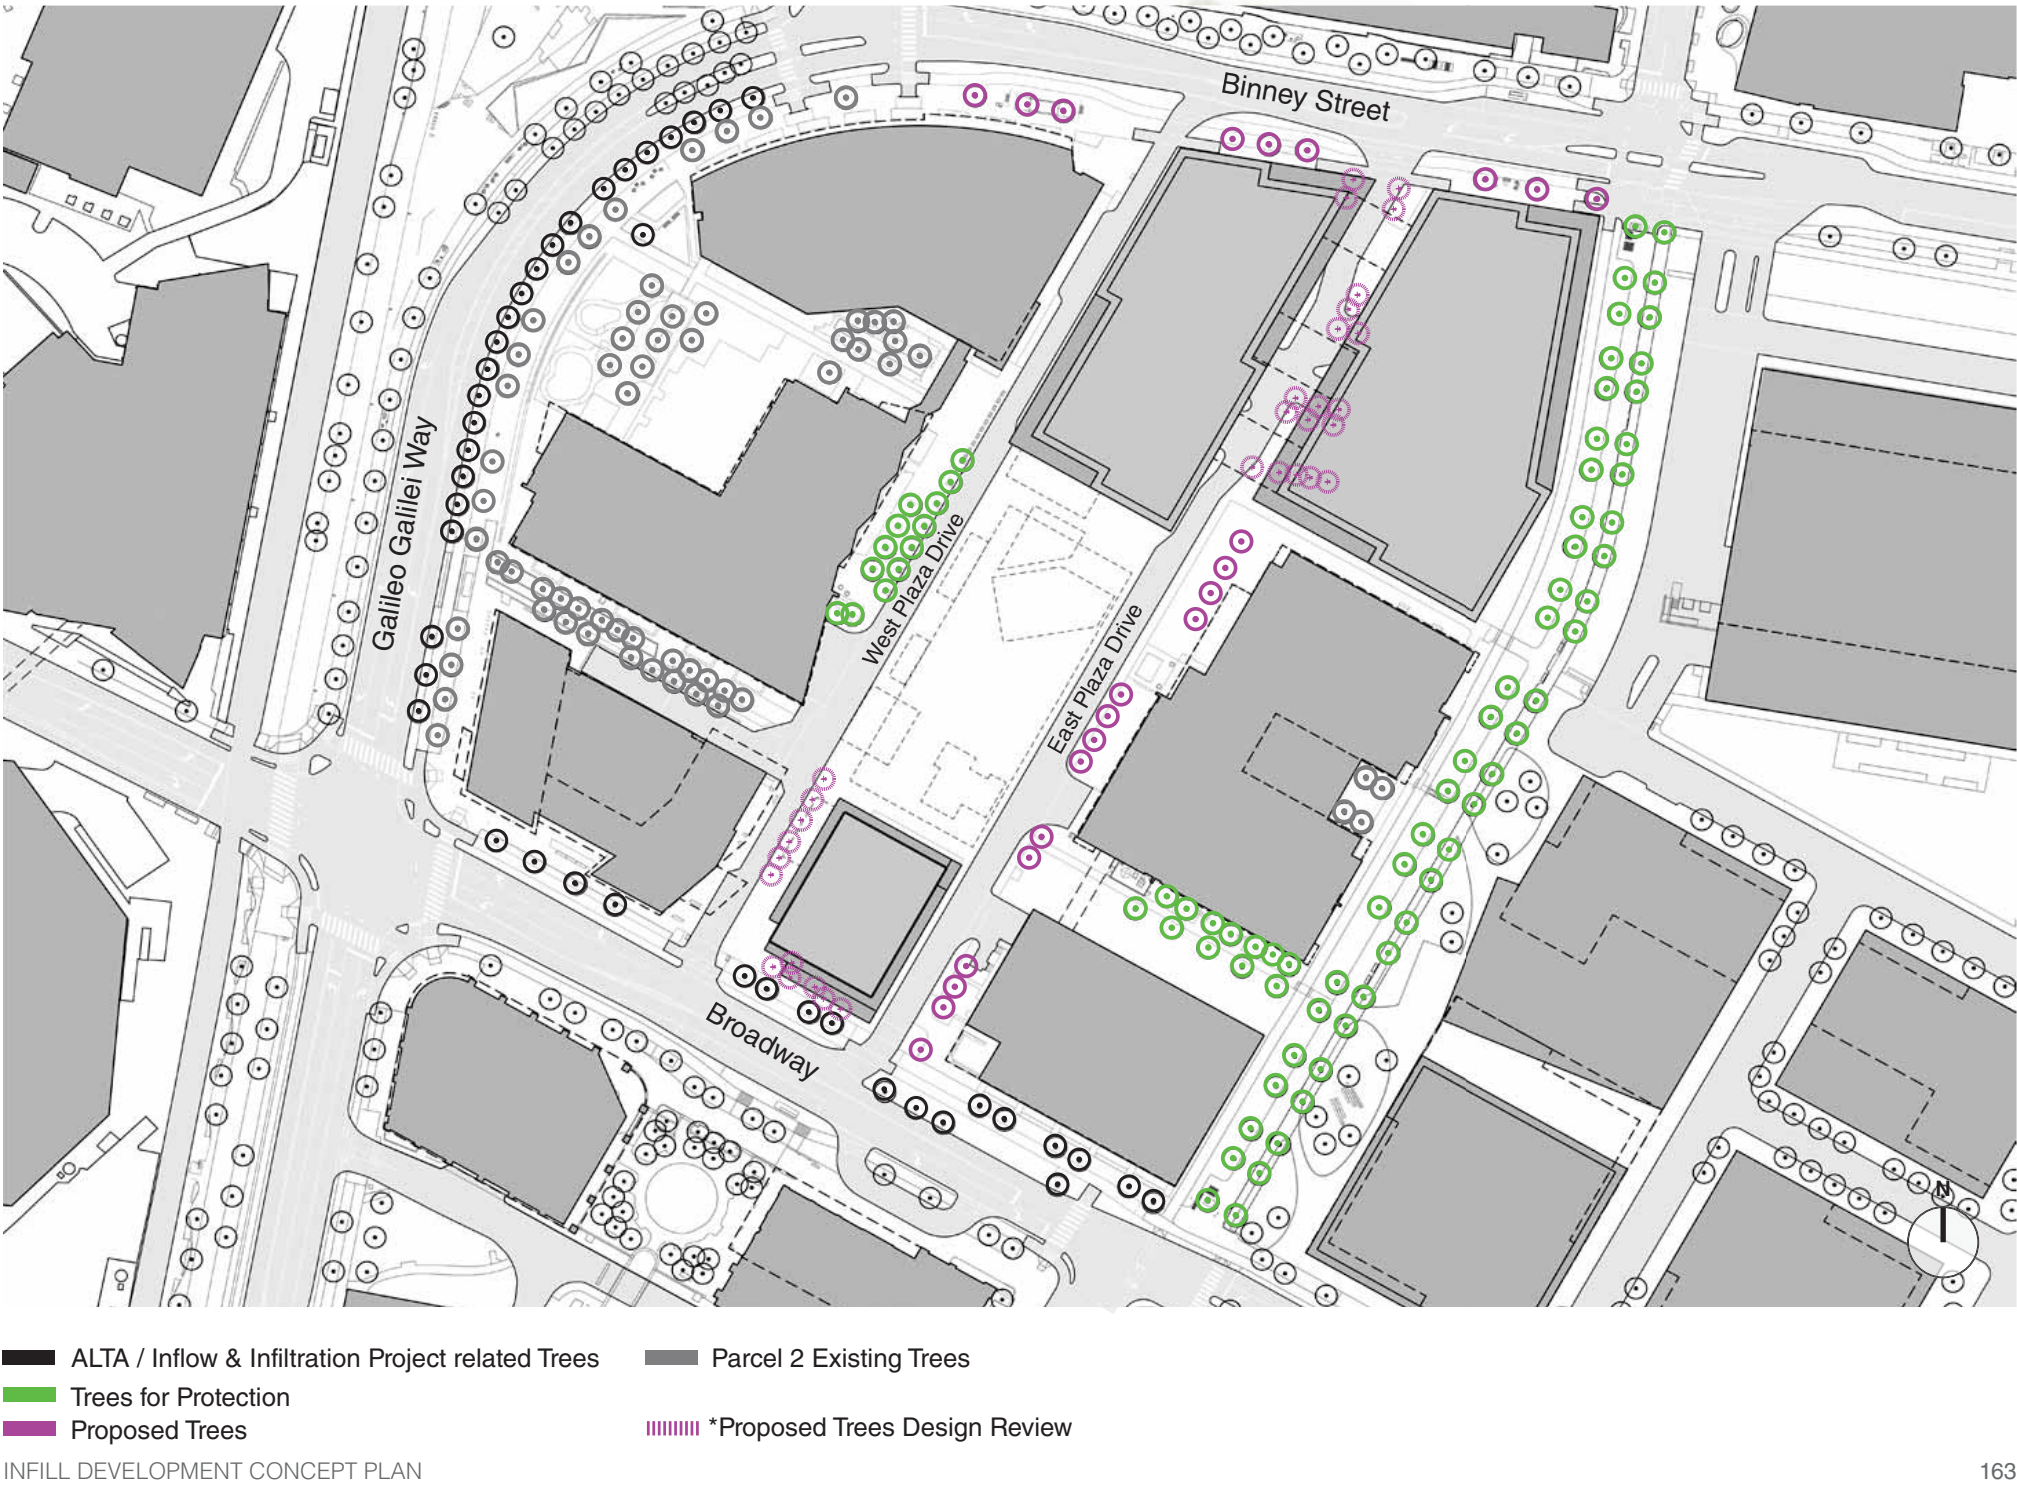 Binney Street
Galileo Galilei Way
West Plaza Drive
East Plaza Drive
Broadway
N
ALTA / Inflow & Infiltration Project related Trees
Parcel 2 Existing Trees
Trees for Protection
Proposed Trees
*Proposed Trees Design Review
INFILL DEVELOPMENT CONCEPT PLAN
163